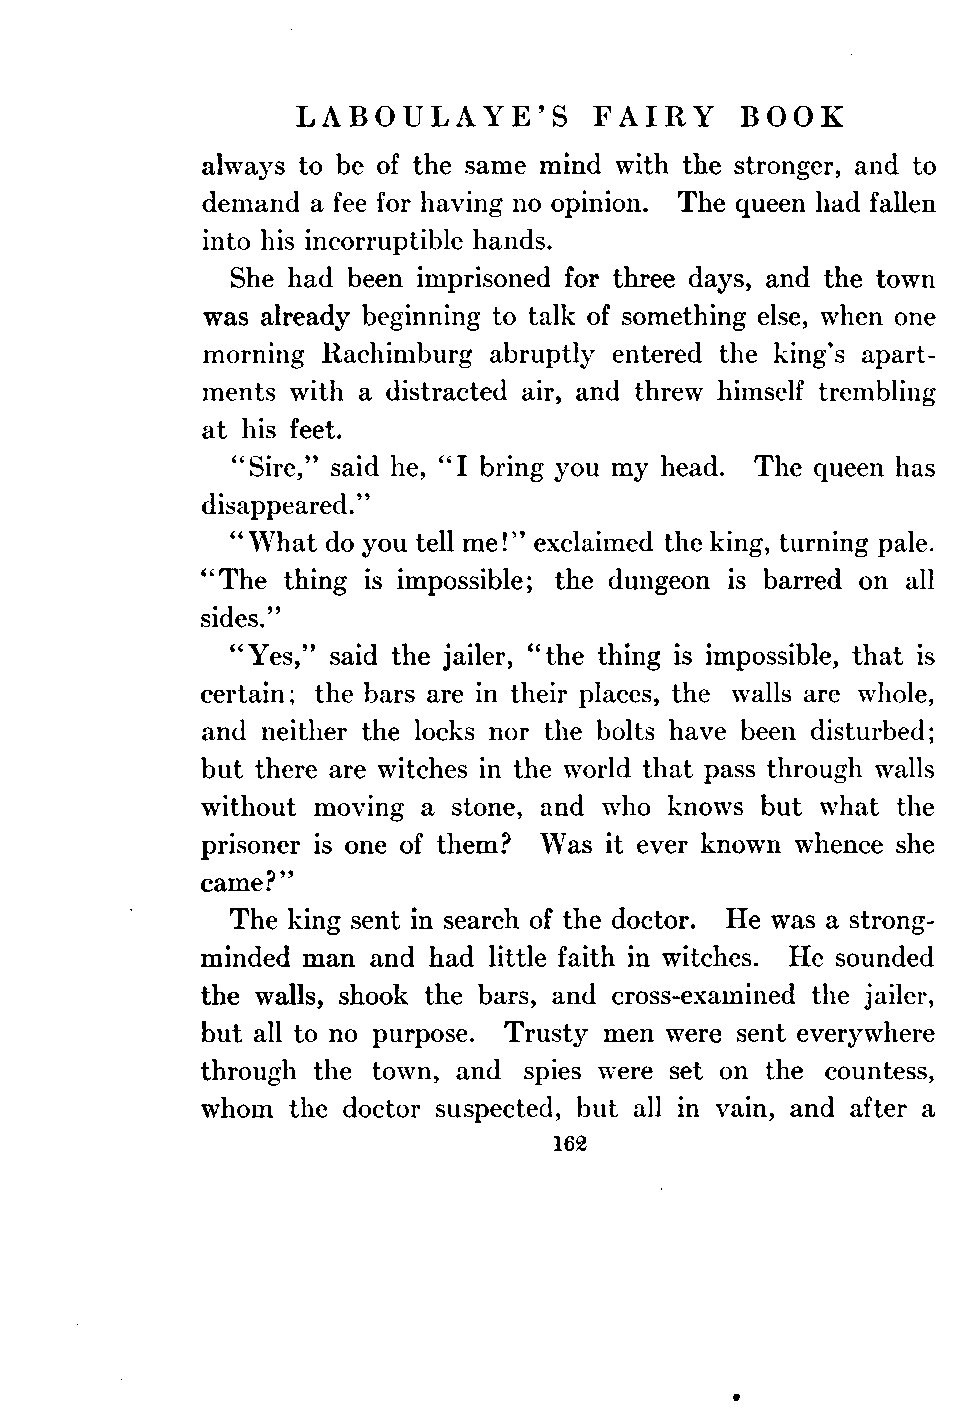 LABOULAYE'S FAIRY BOOK
always to be of the same mind with the stronger, and to
demand a fee for having no opinion. The queen had fallen
into his incorruptible hands.
She had been imprisoned for three days, and the town
was already beginning to talk of something else, when one
morning Rachimburg abruptly entered the king's apart-
ments with a distracted air, and threw himself trembling
at his feet.
"Sire," said he, "I bring you my head. The queen has
disappeared."
"What do you tell me!" exclaimed the king, turning pale.
"The thing is impossible; the dungeon is barred on all
sides."
"Yes," said the jailer, "the thing is impossible, that is
certain; the bars are in their places, the walls are whole,
and neither the locks nor the bolts have been disturbed;
but there are witches in the world that pass through walls
without moving a stone, and who knows but what the
prisoner is one of them? Was it ever known whence she
came?"
The king sent in search of the doctor. He was a strong-
minded man and had little faith in witches. He sounded
the walls, shook the bars, and cross-examined the jailer,
but all to no purpose. Trusty men were sent everywhere
through the town, and spies were set on the countess,
whom the doctor suspected, but all in vain, and after a
162